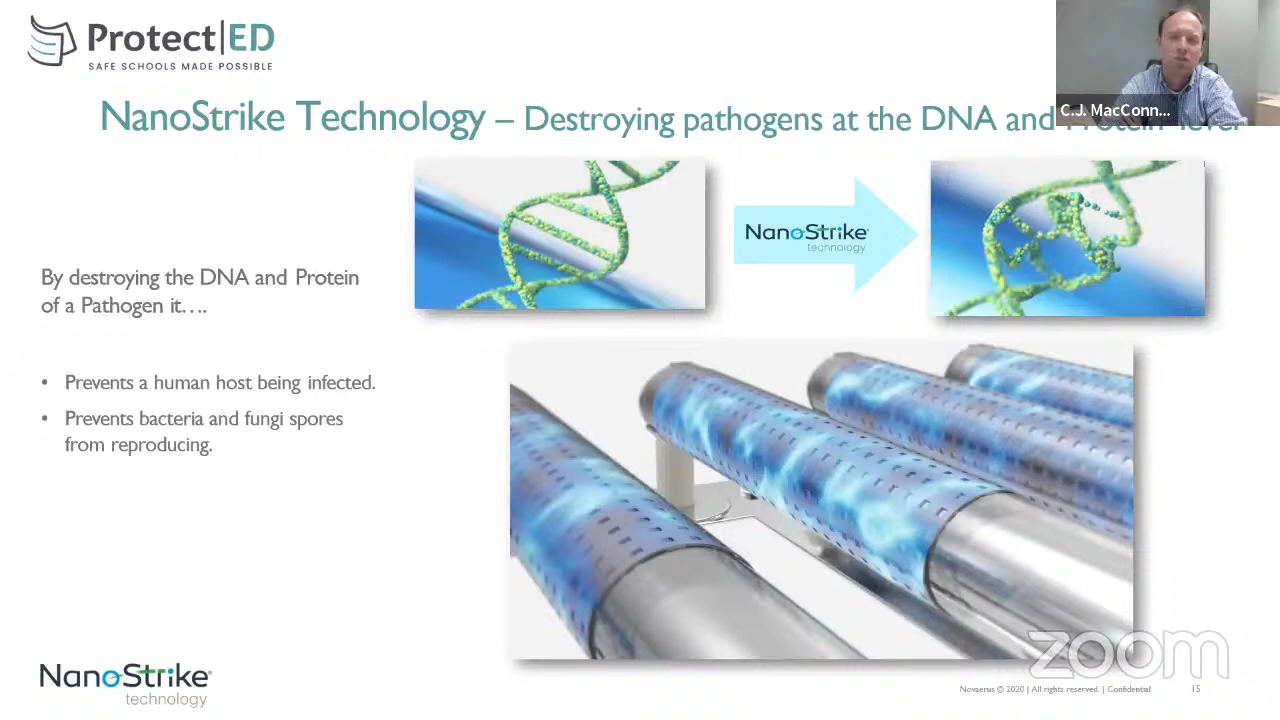 Protect|ED
SAFE SCHOOLS MADE POSSIBLE
C.J. MacConn...
NanoStrike Technology – Destroying pathogens at the DNA and Protein level
NanoStrike
technology
By destroying the DNA and Protein
of a Pathogen it….
• Prevents a human host being infected.
• Prevents bacteria and fungi spores
from reproducing.
NanoStrike
technology
zoom
Novaerus © 2020 | All rights reserved. | Confidential
15